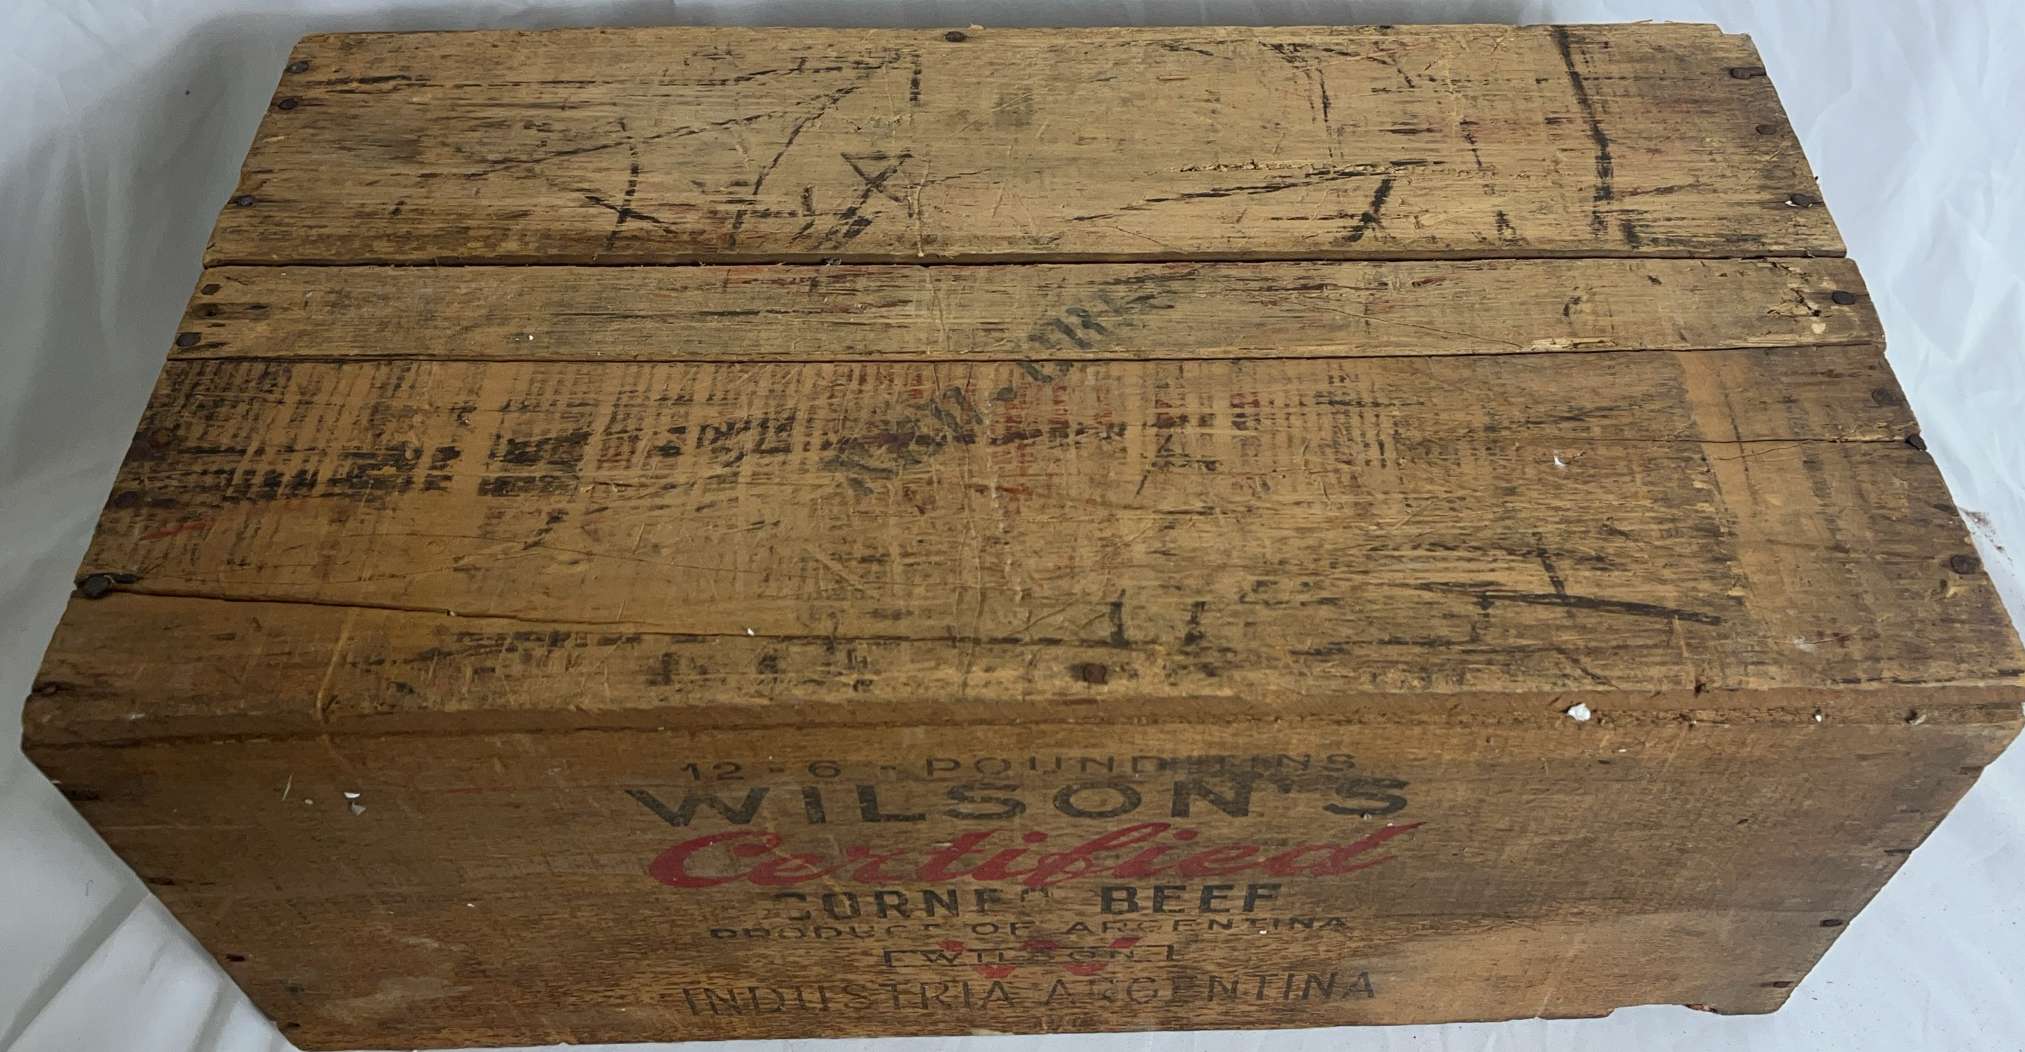 12 - 6 - POUND TINS
WILSON'S
Certified
CORNED BEEF
PRODUCT OF ARGENTINA
WILSON
INDUSTRIA ARGENTINA